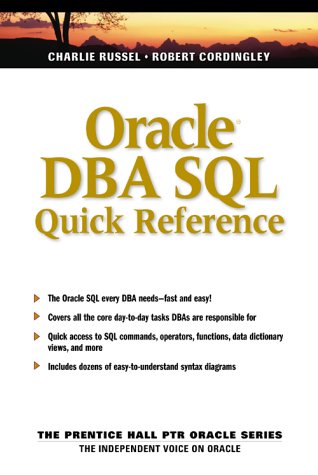 CHARLIE RUSSEL • ROBERT CORDINGLEY
Oracle®
DBA SQL
Quick Reference
The Oracle SQL every DBA needs—fast and easy!
Covers all the core day-to-day tasks DBAs are responsible for
Quick access to SQL commands, operators, functions, data dictionary
views, and more
Includes dozens of easy-to-understand syntax diagrams
THE PRENTICE HALL PTR ORACLE SERIES
THE INDEPENDENT VOICE ON ORACLE